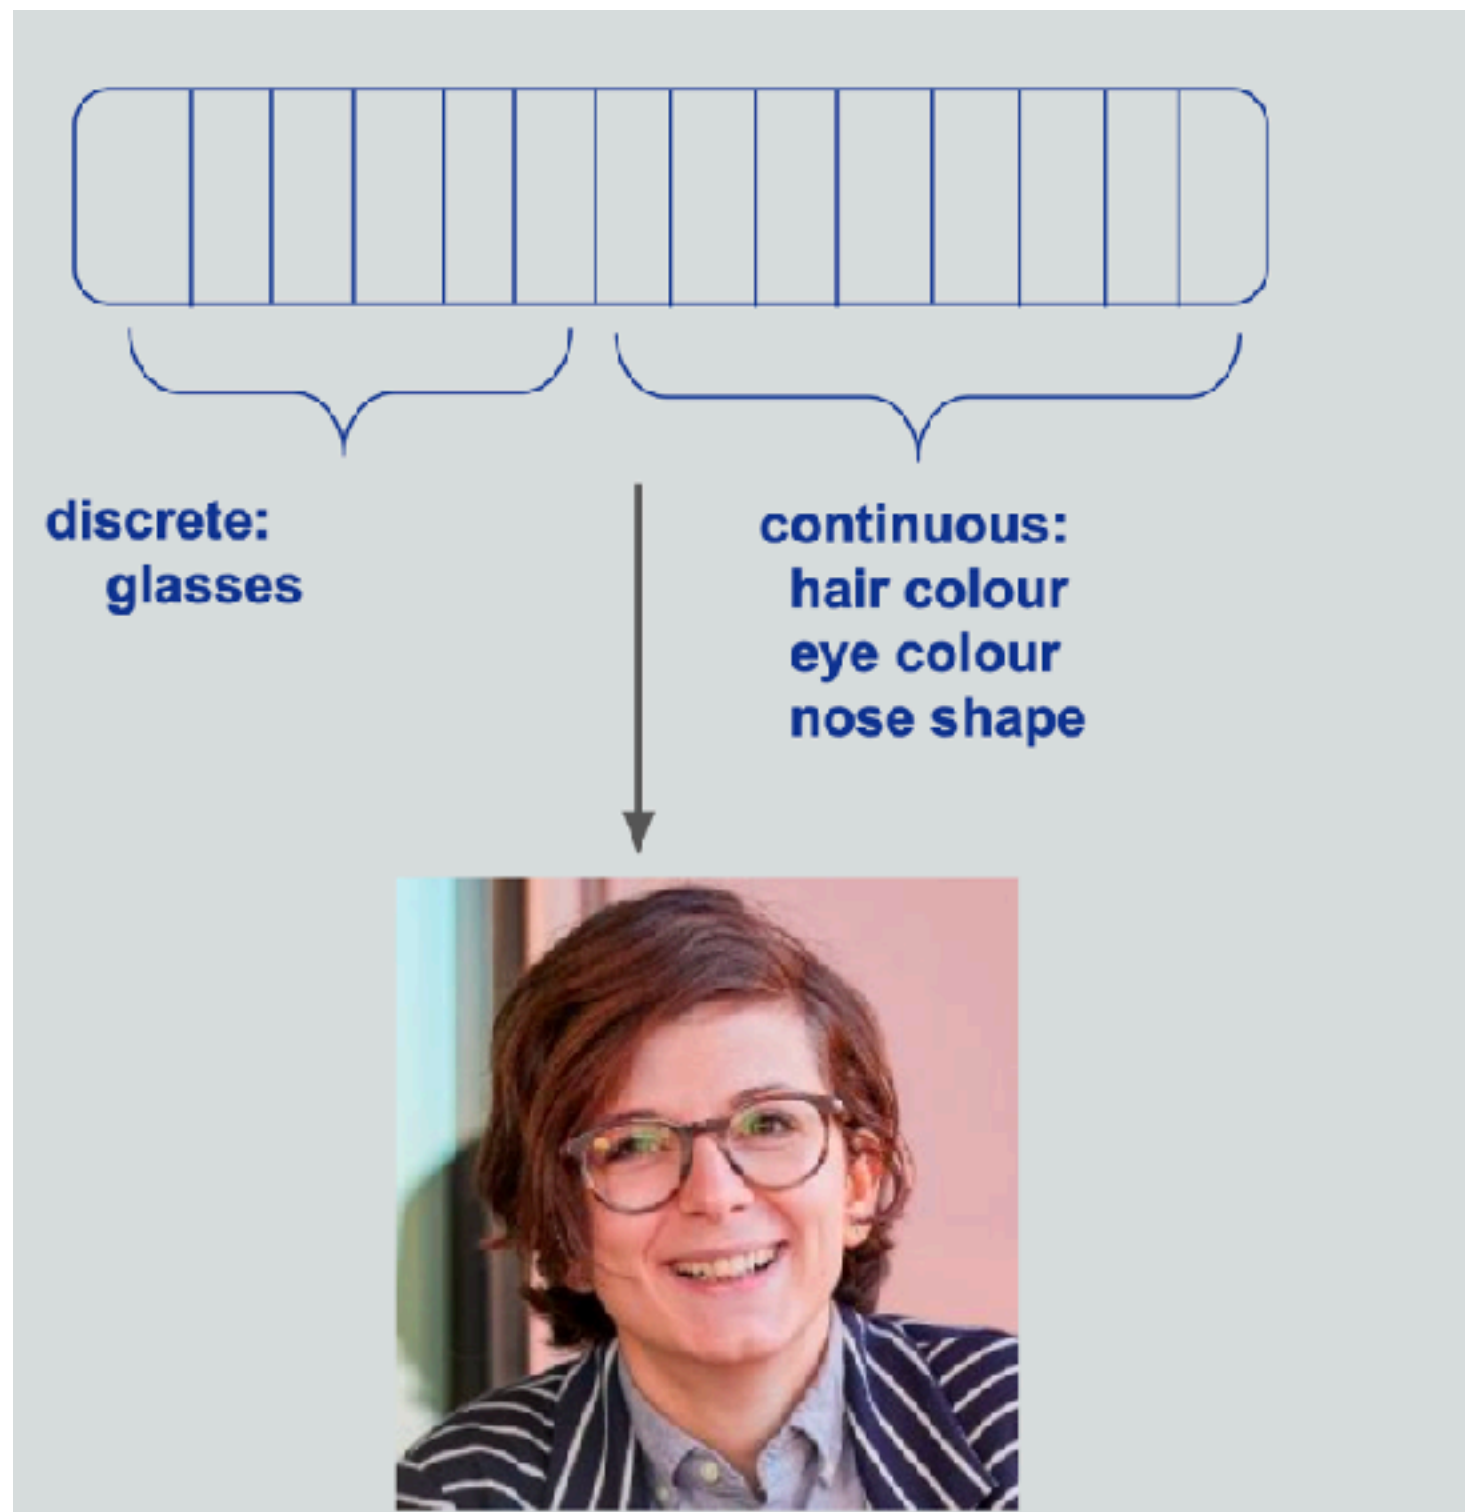 discrete:
glasses
continuous:
hair colour
eye colour
nose shape